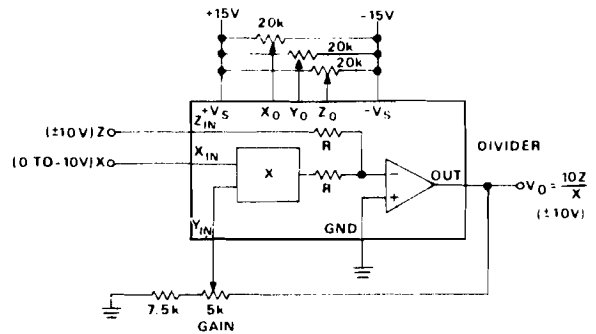 +15V
-15V
20k
20k
20k
+VS
X0
Y0
Z0
-VS
ZIN
(±10V) Z
R
DIVIDER
XIN
(0 TO -10V) X
X
R
-
+
OUT
V0 = 10Z/X
(±10V)
YIN
GND
7.5k
5k
GAIN